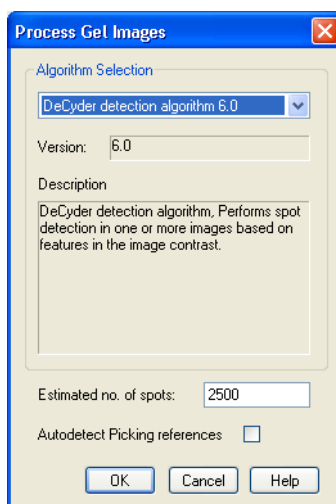 Process Gel Images
Algorithm Selection
DeCyder detection algorithm 6.0
Version: 6.0
Description
DeCyder detection algorithm, Performs spot
detection in one or more images based on
features in the image contrast.
Estimated no. of spots: 2500
Autodetect Picking references
OK Cancel Help